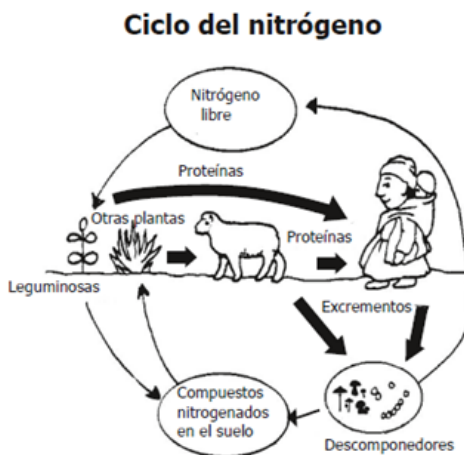 Ciclo del nitrógeno
Nitrógeno
libre
Proteínas
Otras plantas
Proteínas
Leguminosas
Excrementos
Compuestos
nitrogenados
en el suelo
Descomponedores